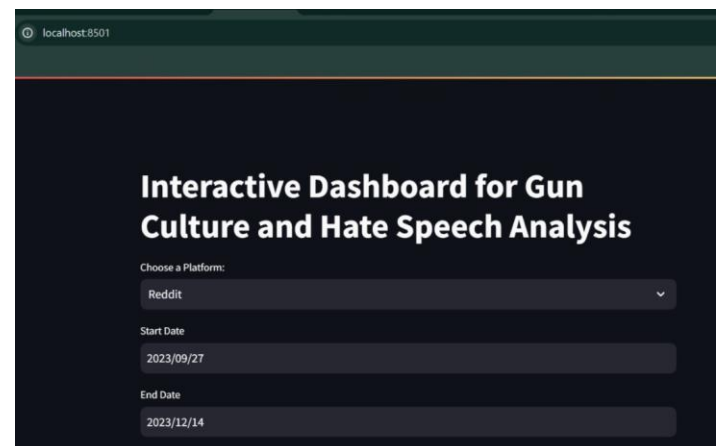 localhost:8501
Interactive Dashboard for Gun
Culture and Hate Speech Analysis
Choose a Platform:
Reddit
Start Date
2023/09/27
End Date
2023/12/14